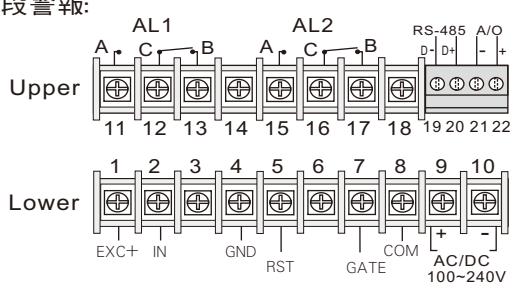 段警報:
AL1 AL2
RS-485 A/O
A C B A C B D- D+ - +
Upper
11 12 13 14 15 16 17 18 19 20 21 22
1 2 3 4 5 6 7 8 9 10
Lower
EXC+ IN GND RST GATE COM + -
AC/DC
100~240V